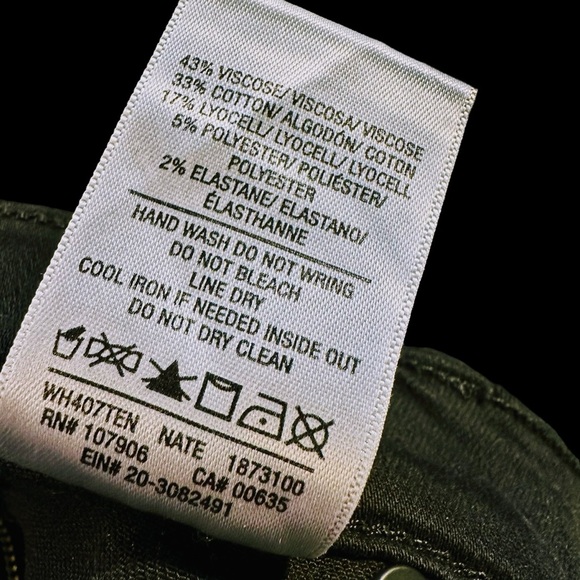 43% VISCOSE/ VISCOSA/ VISCOSE
33% COTTON/ ALGODÓN/ COTON
17% LYOCELL/ LYOCELL/ LYOCELL
5% POLYESTER/ POLIÉSTER/
POLYESTER
2% ELASTANE/ ELASTANO/
ÉLASTHANNE
HAND WASH DO NOT WRING
DO NOT BLEACH
LINE DRY
COOL IRON IF NEEDED INSIDE OUT
DO NOT DRY CLEAN
WH407TEN NATE 1873100
RN# 107906 CA# 00635
EIN# 20-3082491